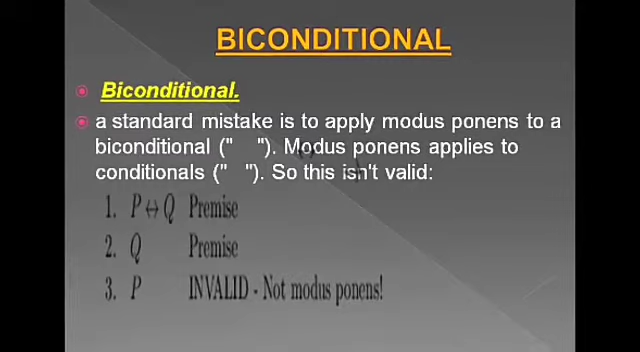 BICONDITIONAL
Biconditional.
a standard mistake is to apply modus ponens to a
biconditional (" "). Modus ponens applies to
conditionals (" "). So this isn't valid:
1. P ↔ Q Premise
2. Q Premise
3. P INVALID - Not modus ponens!